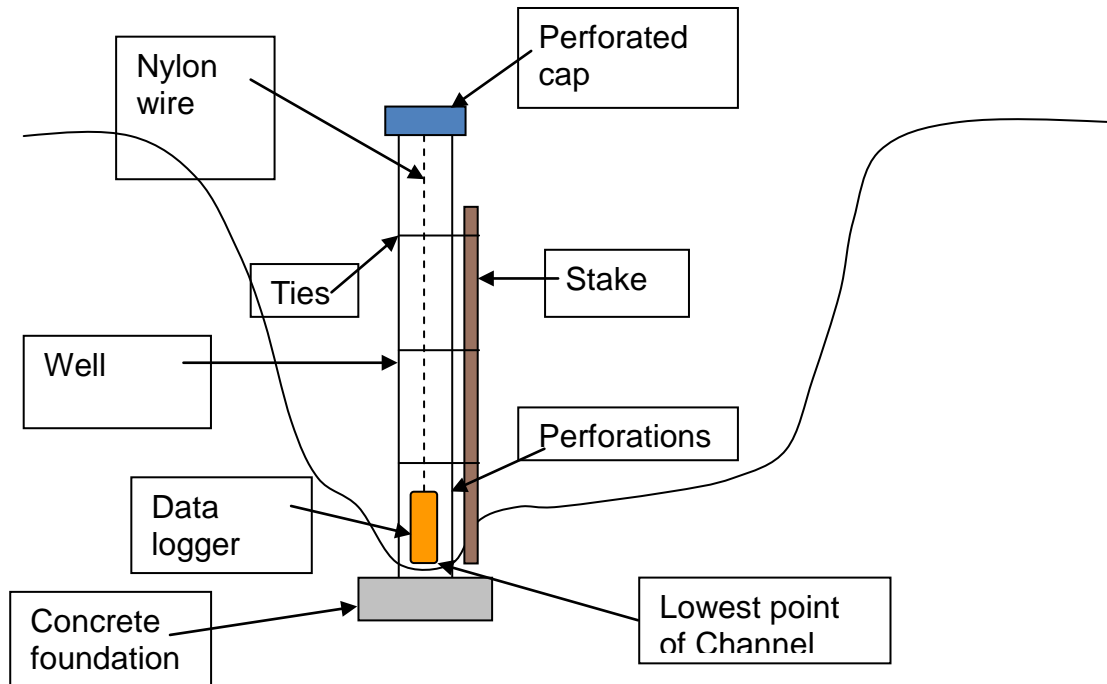 Nylon
wire
Perforated
cap
Ties
Stake
Well
Perforations
Data
logger
Concrete
foundation
Lowest point
of Channel